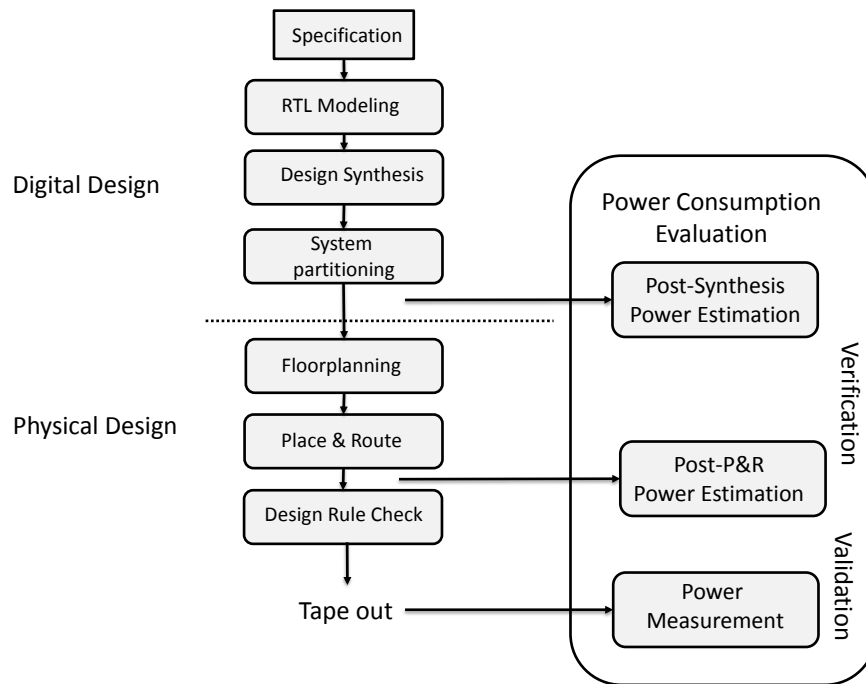 Specification
RTL Modeling
Design Synthesis
Digital Design
System
partitioning
Power Consumption
Evaluation
Post-Synthesis
Power Estimation
Floorplanning
Physical Design
Place & Route
Design Rule Check
Tape out
Post-P&R
Power Estimation
Power
Measurement
Verification
Validation